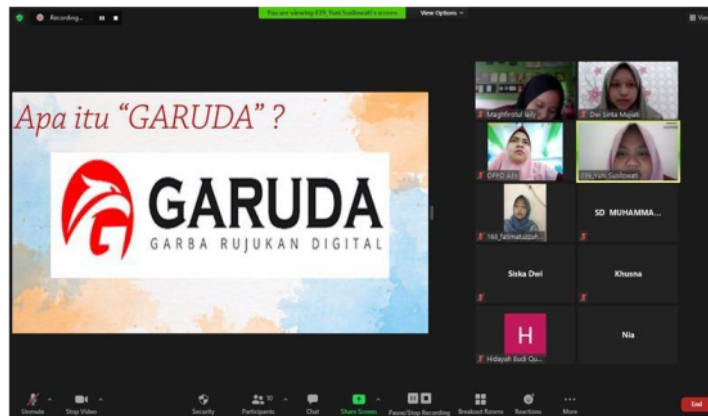 Recording...
You are viewing 039_Yuni Susilowati's screen
View Options
View
Apa itu “GARUDA” ?
GARUDA
GARBA RUJUKAN DIGITAL
Maghfirotul laily
Dwi Sinta Mujiati
039_Yuni Susilowati
168_fatimatuzzah...
SD MUHAMMA...
Siska Dwi
Khusna
H
Hidayah Budi Qu...
Nia
Unmute
Stop Video
Security
Participants
10
Chat
Share Screen
Pause/Stop Recording
Breakout Rooms
Reactions
More
End